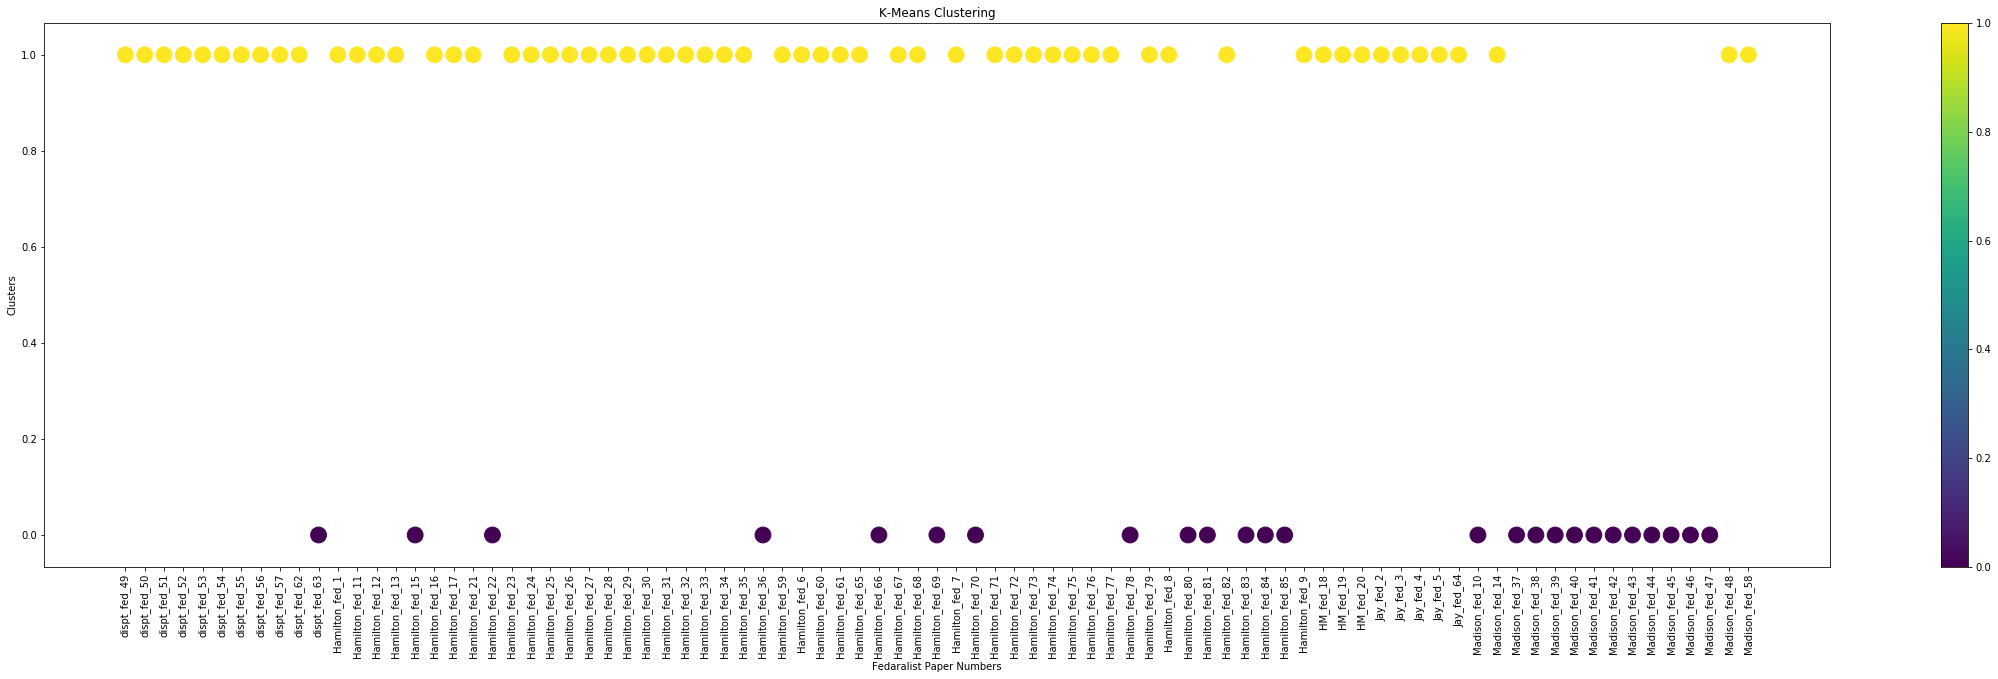 K-Means Clustering
1.0
0.8
0.6
0.4
0.2
0.0
Clusters
dispt_fed_49
dispt_fed_50
dispt_fed_51
dispt_fed_52
dispt_fed_53
dispt_fed_54
dispt_fed_55
dispt_fed_56
dispt_fed_57
dispt_fed_62
dispt_fed_63
Hamilton_fed_1
Hamilton_fed_11
Hamilton_fed_12
Hamilton_fed_13
Hamilton_fed_15
Hamilton_fed_16
Hamilton_fed_17
Hamilton_fed_21
Hamilton_fed_22
Hamilton_fed_23
Hamilton_fed_24
Hamilton_fed_25
Hamilton_fed_26
Hamilton_fed_27
Hamilton_fed_28
Hamilton_fed_29
Hamilton_fed_30
Hamilton_fed_31
Hamilton_fed_32
Hamilton_fed_33
Hamilton_fed_34
Hamilton_fed_35
Hamilton_fed_36
Hamilton_fed_59
Hamilton_fed_6
Hamilton_fed_60
Hamilton_fed_61
Hamilton_fed_65
Hamilton_fed_66
Hamilton_fed_67
Hamilton_fed_68
Hamilton_fed_69
Hamilton_fed_7
Hamilton_fed_70
Hamilton_fed_71
Hamilton_fed_72
Hamilton_fed_73
Hamilton_fed_74
Hamilton_fed_75
Hamilton_fed_76
Hamilton_fed_77
Hamilton_fed_78
Hamilton_fed_79
Hamilton_fed_8
Hamilton_fed_80
Hamilton_fed_81
Hamilton_fed_82
Hamilton_fed_83
Hamilton_fed_84
Hamilton_fed_85
Hamilton_fed_9
HM_fed_18
HM_fed_19
HM_fed_20
Jay_fed_2
Jay_fed_3
Jay_fed_4
Jay_fed_5
Jay_fed_64
Madison_fed_10
Madison_fed_14
Madison_fed_37
Madison_fed_38
Madison_fed_39
Madison_fed_40
Madison_fed_41
Madison_fed_42
Madison_fed_43
Madison_fed_44
Madison_fed_45
Madison_fed_46
Madison_fed_47
Madison_fed_48
Madison_fed_58
Fedaralist Paper Numbers
1.0
0.8
0.6
0.4
0.2
0.0